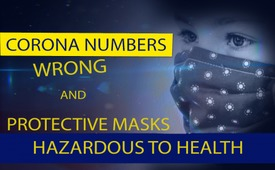 CORONA NUMBERS
WRONG
AND
PROTECTIVE MASKS
HAZARDOUS TO HEALTH